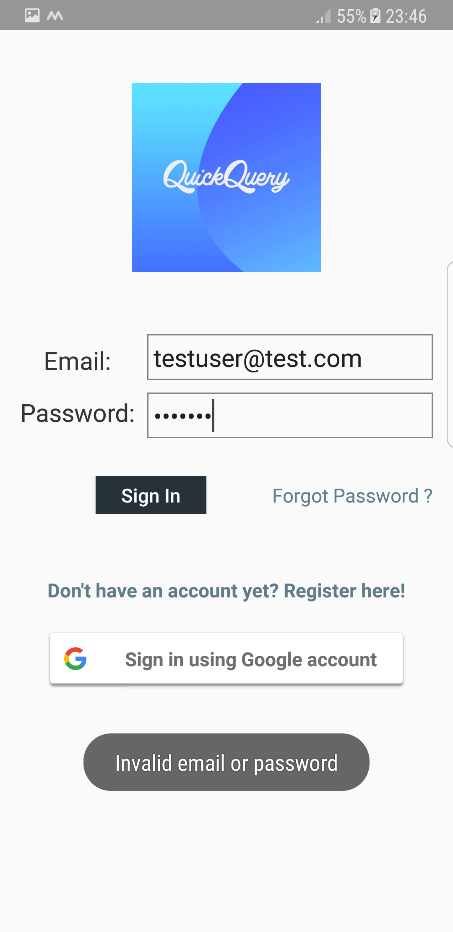 55% 23:46
QuickQuery
Email: testuser@test.com
Password: •••••••
Sign In Forgot Password ?
Don't have an account yet? Register here!
G Sign in using Google account
Invalid email or password